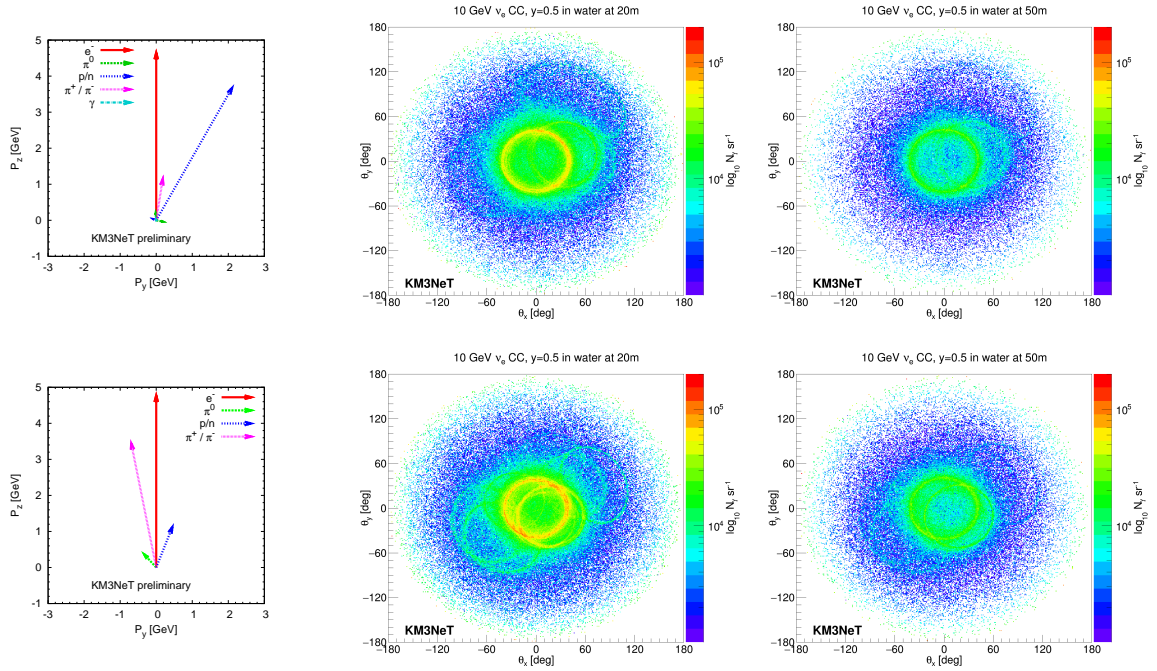 10 GeV ν_e CC, y=0.5 in water at 20m
10 GeV ν_e CC, y=0.5 in water at 50m
5
4
3
2
1
0
-1
P_z [GeV]
e⁻
π⁰
p/n
π⁺ / π⁻
γ
KM3NeT preliminary
-3 -2 -1 0 1 2 3
P_y [GeV]
180
120
60
0
−60
−120
−180
θ_y [deg]
KM3NeT
−180 −120 −60 0 60 120 180
θ_x [deg]
10⁵
10⁴
log₁₀ N_γ sr⁻¹
180
120
60
0
−60
−120
−180
θ_y [deg]
KM3NeT
−180 −120 −60 0 60 120 180
θ_x [deg]
10⁵
10⁴
log₁₀ N_γ sr⁻¹
10 GeV ν_e CC, y=0.5 in water at 20m
10 GeV ν_e CC, y=0.5 in water at 50m
5
4
3
2
1
0
-1
P_z [GeV]
e⁻
π⁰
p/n
π⁺ / π⁻
KM3NeT preliminary
-3 -2 -1 0 1 2 3
P_y [GeV]
180
120
60
0
−60
−120
−180
θ_y [deg]
KM3NeT
−180 −120 −60 0 60 120 180
θ_x [deg]
10⁵
10⁴
log₁₀ N_γ sr⁻¹
180
120
60
0
−60
−120
−180
θ_y [deg]
KM3NeT
−180 −120 −60 0 60 120 180
θ_x [deg]
10⁵
10⁴
log₁₀ N_γ sr⁻¹